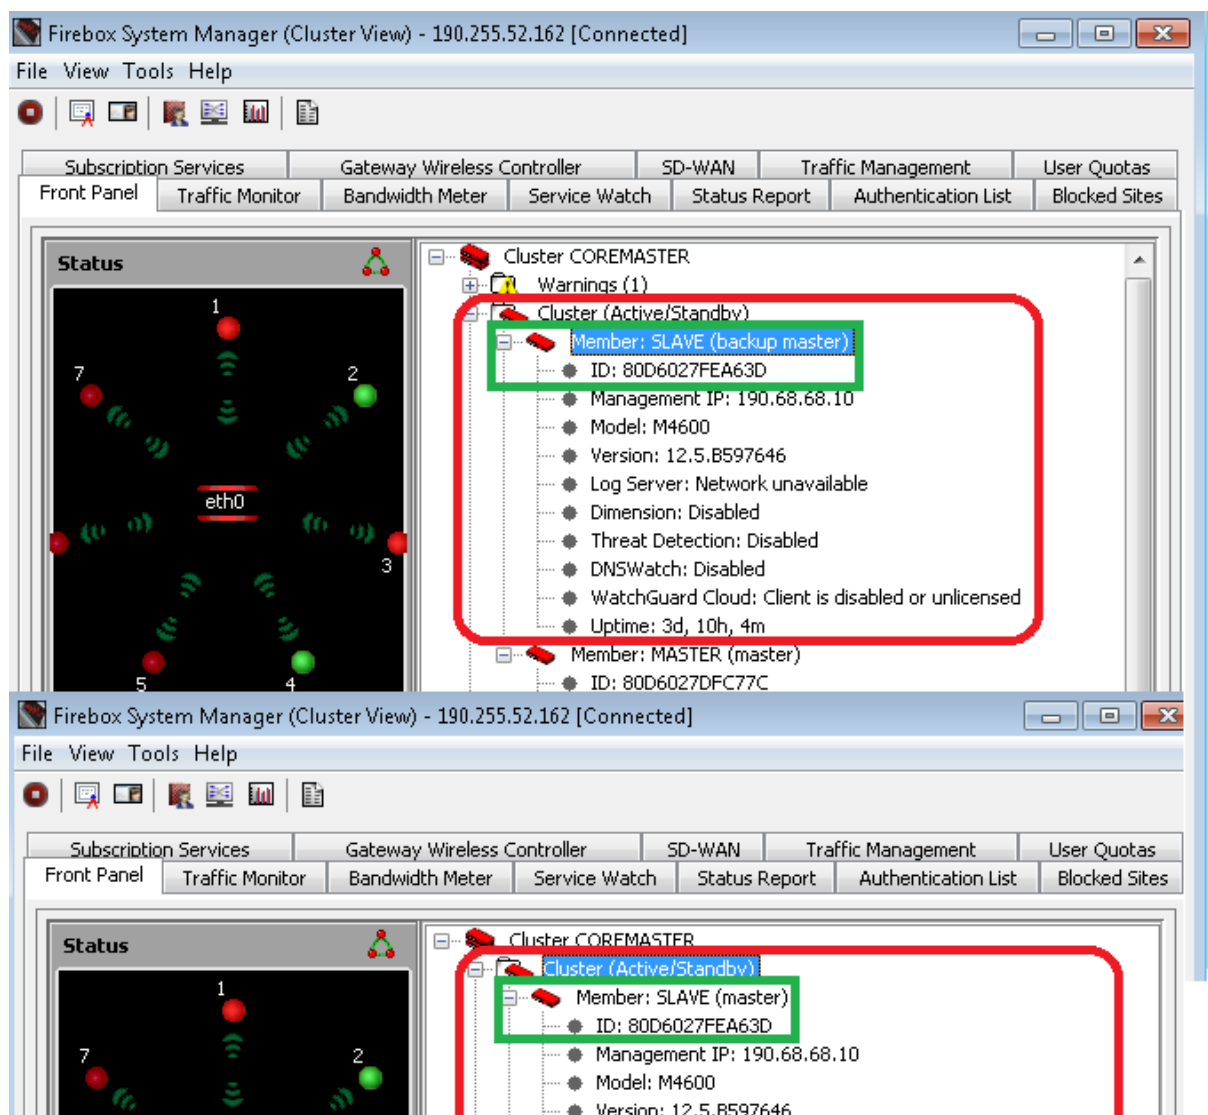 Firebox System Manager (Cluster View) - 190.255.52.162 [Connected]
File View Tools Help
Subscription Services Gateway Wireless Controller SD-WAN Traffic Management User Quotas
Front Panel Traffic Monitor Bandwidth Meter Service Watch Status Report Authentication List Blocked Sites
Status
1
7
2
eth0
3
5
4
Cluster COREMASTER
Warnings (1)
Cluster (Active/Standby)
Member: SLAVE (backup master)
ID: 80D6027FEA63D
Management IP: 190.68.68.10
Model: M4600
Version: 12.5.B597646
Log Server: Network unavailable
Dimension: Disabled
Threat Detection: Disabled
DNSWatch: Disabled
WatchGuard Cloud: Client is disabled or unlicensed
Uptime: 3d, 10h, 4m
Member: MASTER (master)
ID: 80D6027DFC77C
Firebox System Manager (Cluster View) - 190.255.52.162 [Connected]
File View Tools Help
Subscription Services Gateway Wireless Controller SD-WAN Traffic Management User Quotas
Front Panel Traffic Monitor Bandwidth Meter Service Watch Status Report Authentication List Blocked Sites
Status
1
7
2
Cluster COREMASTER
Cluster (Active/Standby)
Member: SLAVE (master)
ID: 80D6027FEA63D
Management IP: 190.68.68.10
Model: M4600
Version: 12.5.B597646